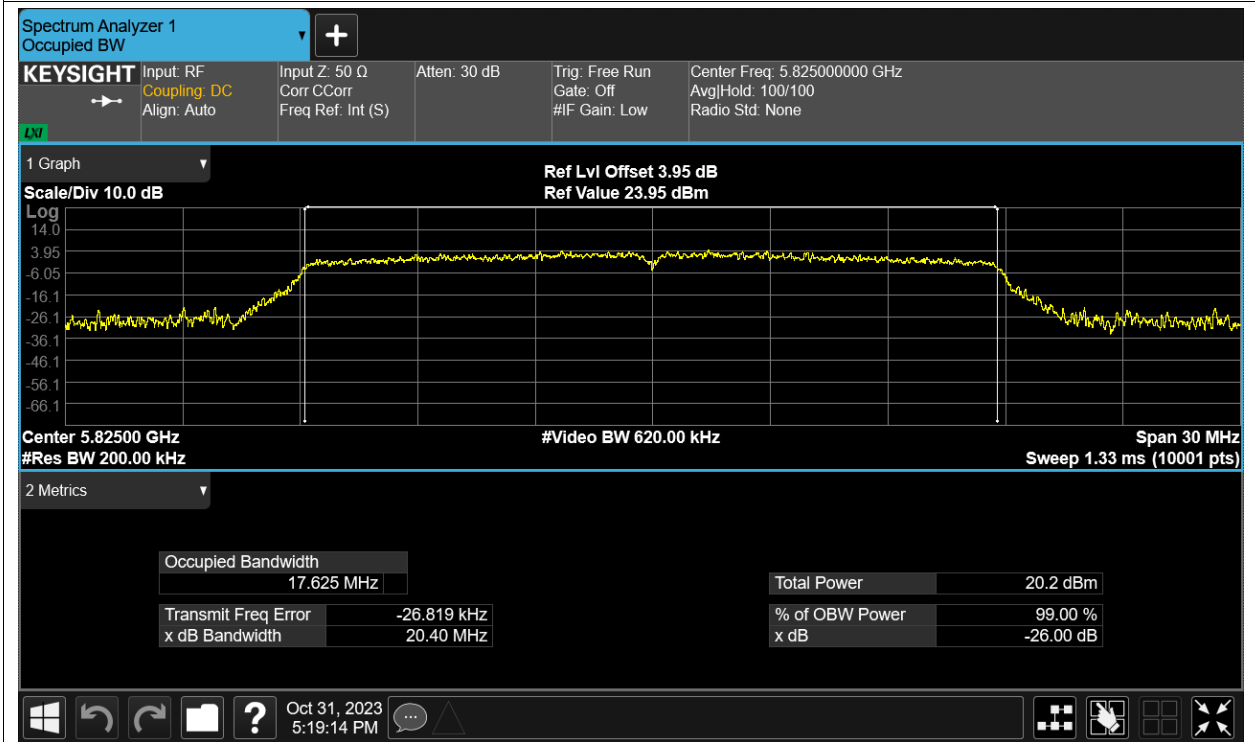 Spectrum Analyzer 1
Occupied BW
KEYSIGHT
LXI
Input: RF
Coupling: DC
Align: Auto
Input Z: 50 Ω
Corr CCorr
Freq Ref: Int (S)
Atten: 30 dB
Trig: Free Run
Gate: Off
#IF Gain: Low
Center Freq: 5.825000000 GHz
Avg|Hold: 100/100
Radio Std: None
1 Graph
Scale/Div 10.0 dB
Ref Lvl Offset 3.95 dB
Ref Value 23.95 dBm
Log
14.0
3.95
-6.05
-16.1
-26.1
-36.1
-46.1
-56.1
-66.1
Center 5.82500 GHz
#Video BW 620.00 kHz
Span 30 MHz
#Res BW 200.00 kHz
Sweep 1.33 ms (10001 pts)
2 Metrics
Occupied Bandwidth
17.625 MHz
Total Power 20.2 dBm
Transmit Freq Error -26.819 kHz
% of OBW Power 99.00 %
x dB Bandwidth 20.40 MHz
x dB -26.00 dB
?
Oct 31, 2023
5:19:14 PM